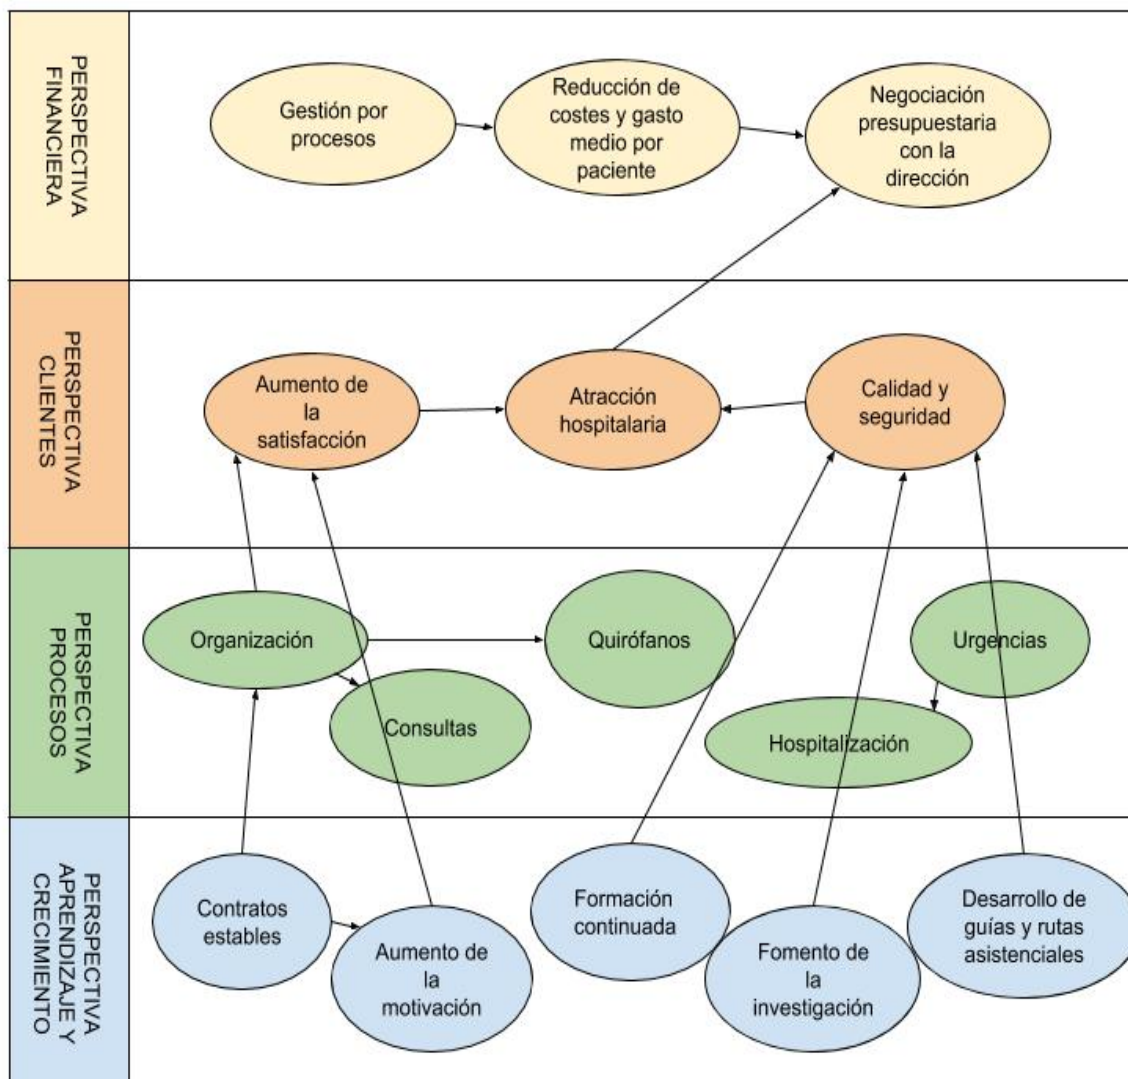 PERSPECTIVA
FINANCIERA
Gestión por
procesos
Reducción de
costes y gasto
medio por
paciente
Negociación
presupuestaria
con la
dirección
PERSPECTIVA
CLIENTES
Aumento de
la
satisfacción
Atracción
hospitalaria
Calidad y
seguridad
PERSPECTIVA
PROCESOS
Organización
Consultas
Quirófanos
Hospitalización
Urgencias
PERSPECTIVA
APRENDIZAJE Y
CRECIMIENTO
Contratos
estables
Aumento de
la
motivación
Formación
continuada
Fomento de
la
investigación
Desarrollo de
guías y rutas
asistenciales